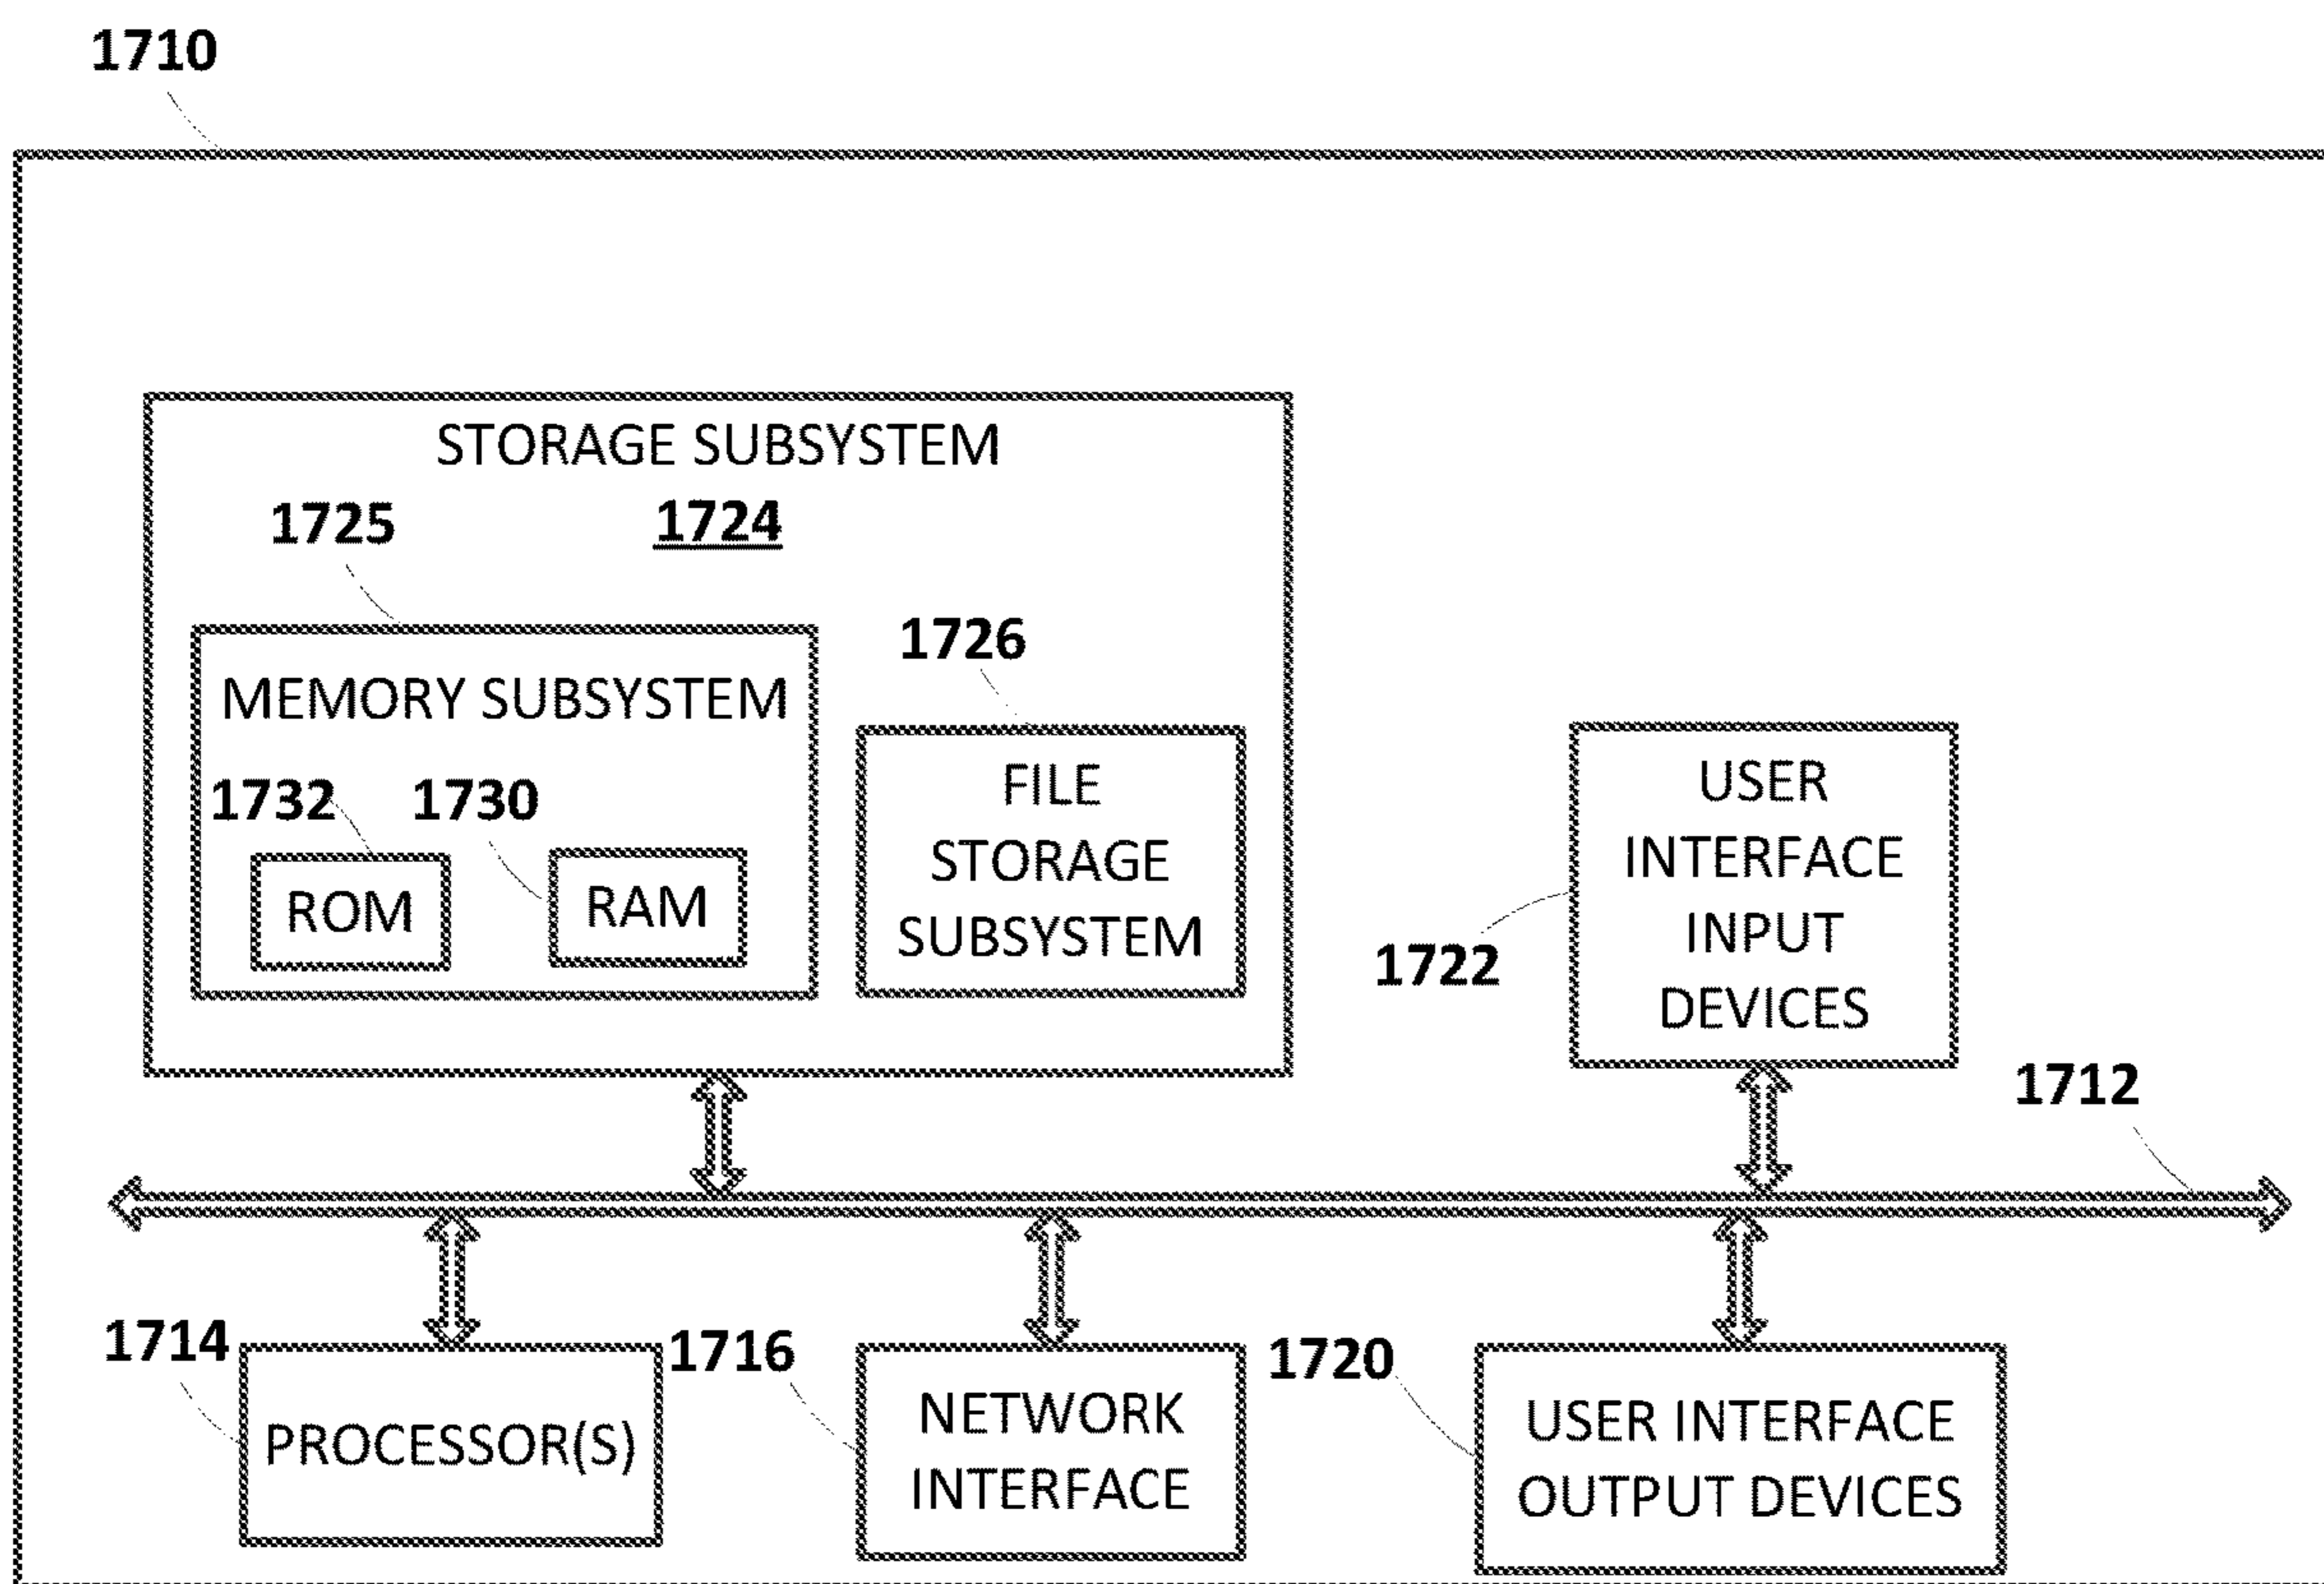 1710
STORAGE SUBSYSTEM
1724
1725
MEMORY SUBSYSTEM
1732
1730
ROM
RAM
1726
FILE
STORAGE
SUBSYSTEM
USER
INTERFACE
INPUT
DEVICES
1722
1712
1714
PROCESSOR(S)
1716
NETWORK
INTERFACE
1720
USER INTERFACE
OUTPUT DEVICES